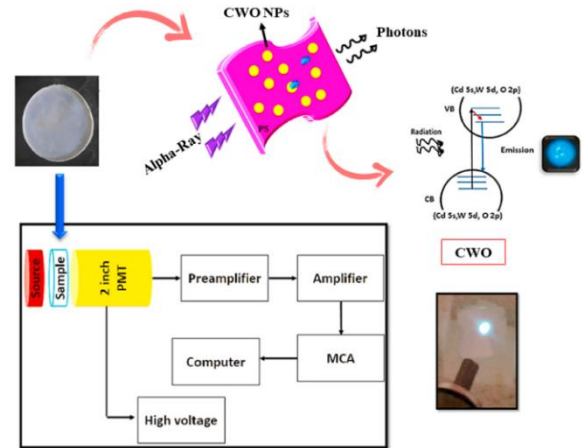 CWO NPs
Photons
PS
Alpha-Ray
{Cd 5s,W 5d, O 2p}
VB
Radiation
Emission
CB
{Cd 5s,W 5d, O 2p}
CWO
Source
Sample
2 inch
PMT
Preamplifier
Amplifier
Computer
MCA
High voltage